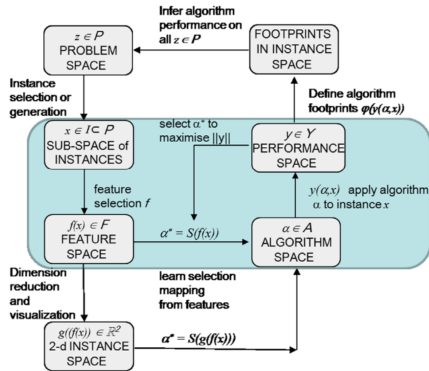 Infer algorithm
performance on
all z ∈ P
z ∈ P
PROBLEM
SPACE
FOOTPRINTS
IN INSTANCE
SPACE
Instance
selection or
generation
Define algorithm
footprints φ(y(α,x))
x ∈ I ⊂ P
SUB-SPACE of
INSTANCES
select α* to
maximise ||y||
y ∈ Y
PERFORMANCE
SPACE
feature
selection f
y(α,x) apply algorithm
α to instance x
f(x) ∈ F
FEATURE
SPACE
α* = S(f(x))
α ∈ A
ALGORITHM
SPACE
Dimension
reduction
and
visualization
learn selection
mapping
from features
g((f(x)) ∈ ℝ²
2-d INSTANCE
SPACE
α* = S(g(f(x)))